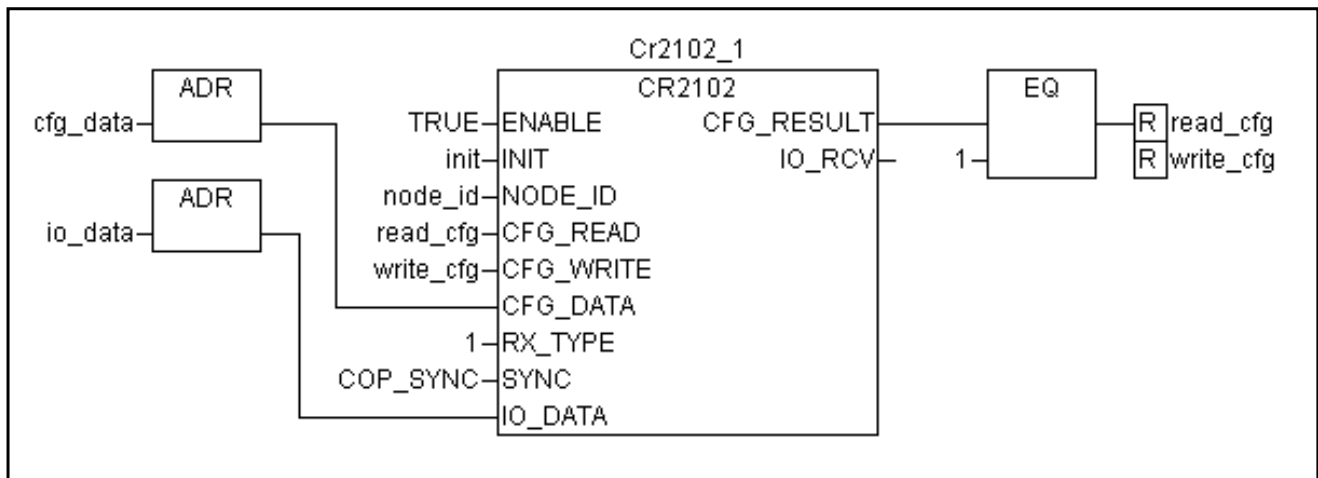 Cr2102_1
ADR CR2102 EQ
cfg_data TRUE ENABLE CFG_RESULT R read_cfg
init INIT IO_RCV 1 R write_cfg
ADR node_id NODE_ID
io_data read_cfg CFG_READ
write_cfg CFG_WRITE
CFG_DATA
1 RX_TYPE
COP_SYNC SYNC
IO_DATA